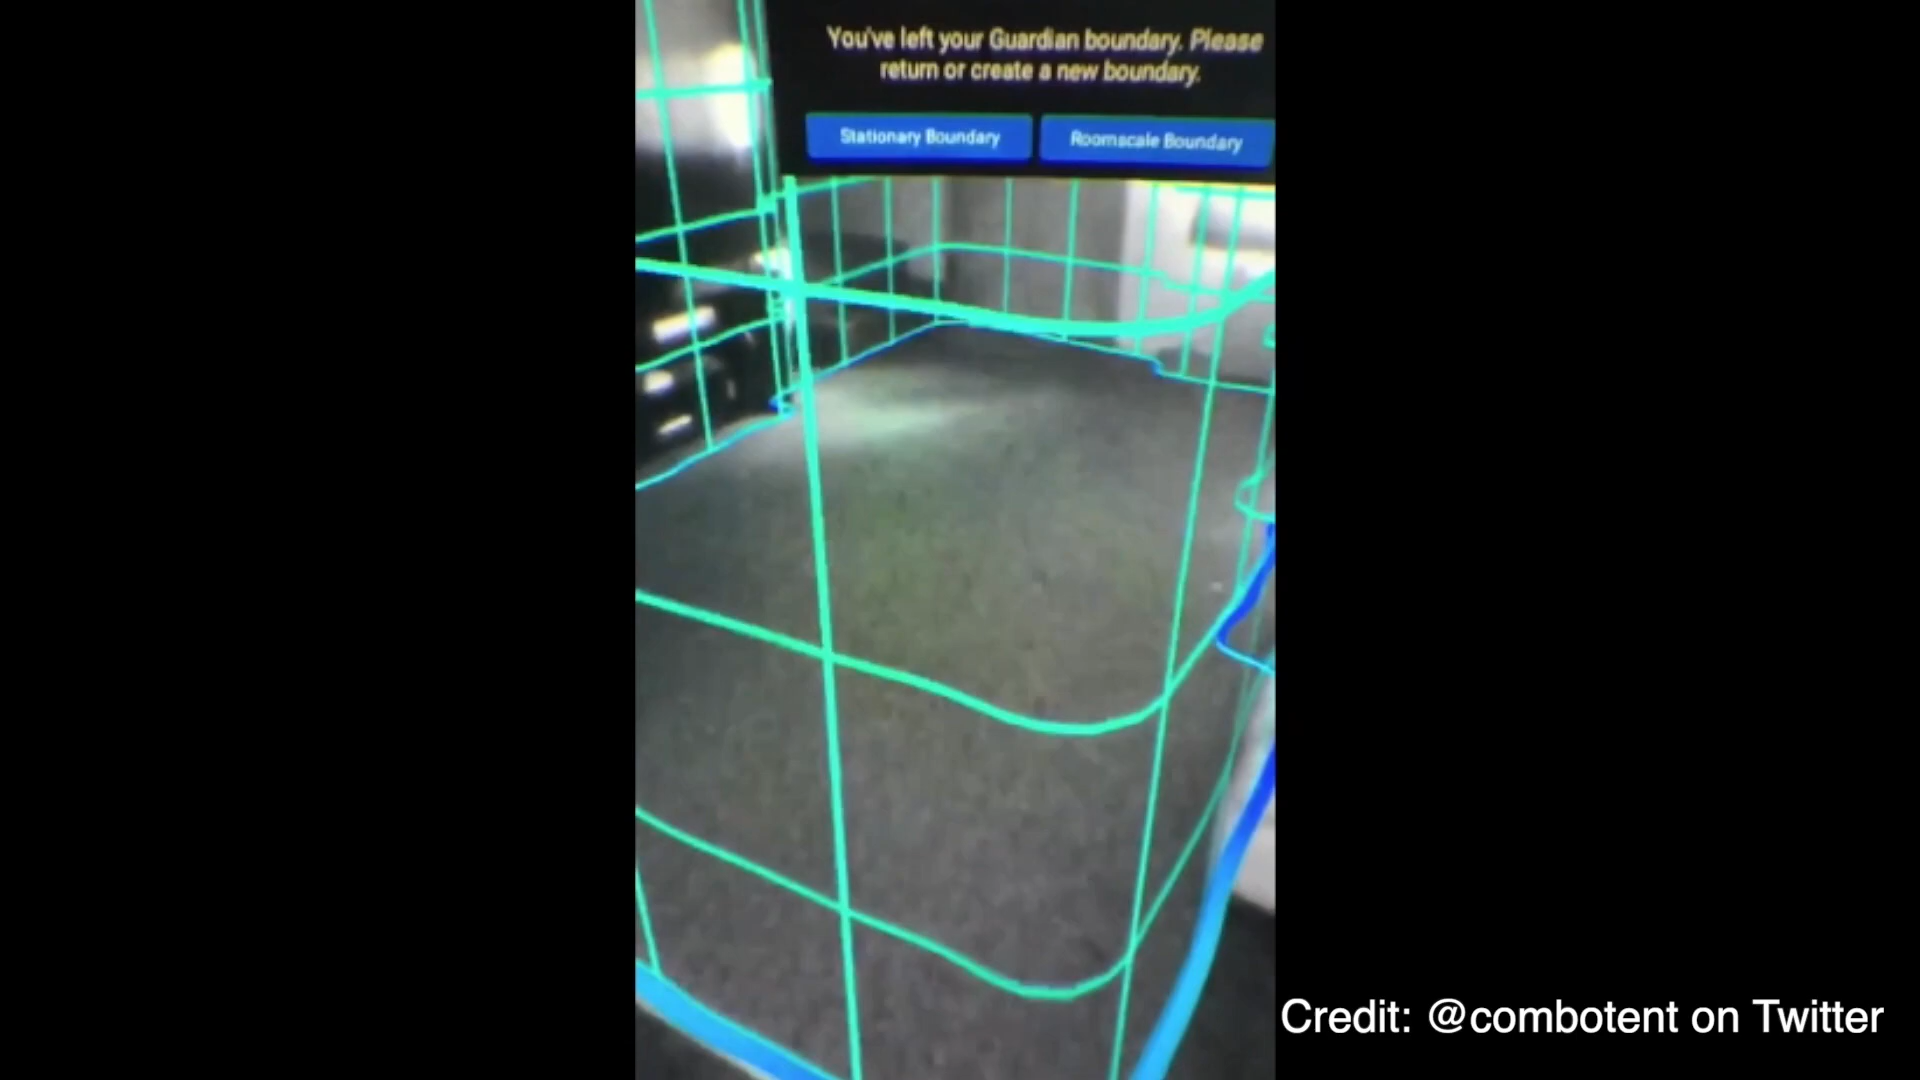 You've left your Guardian boundary. Please
return or create a new boundary.
Stationary Boundary
Roomscale Boundary
Credit: @combotent on Twitter